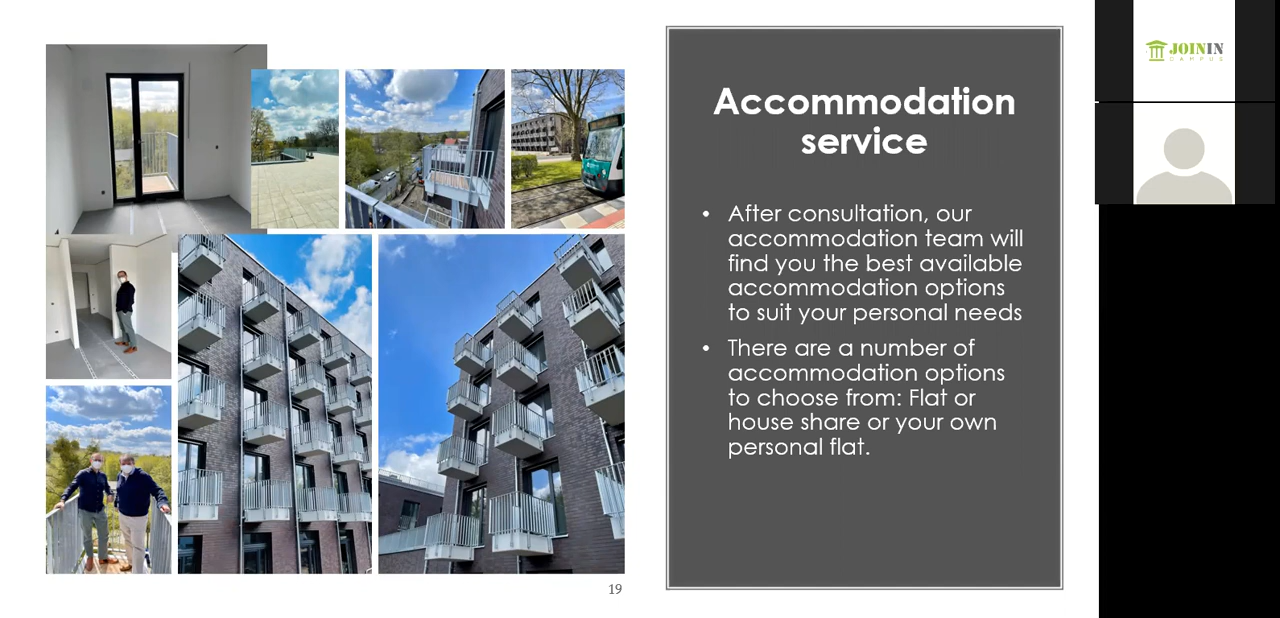 Accommodation
service
• After consultation, our
accommodation team will
find you the best available
accommodation options
to suit your personal needs
• There are a number of
accommodation options
to choose from: Flat or
house share or your own
personal flat.
19
JOININ
CAMPUS